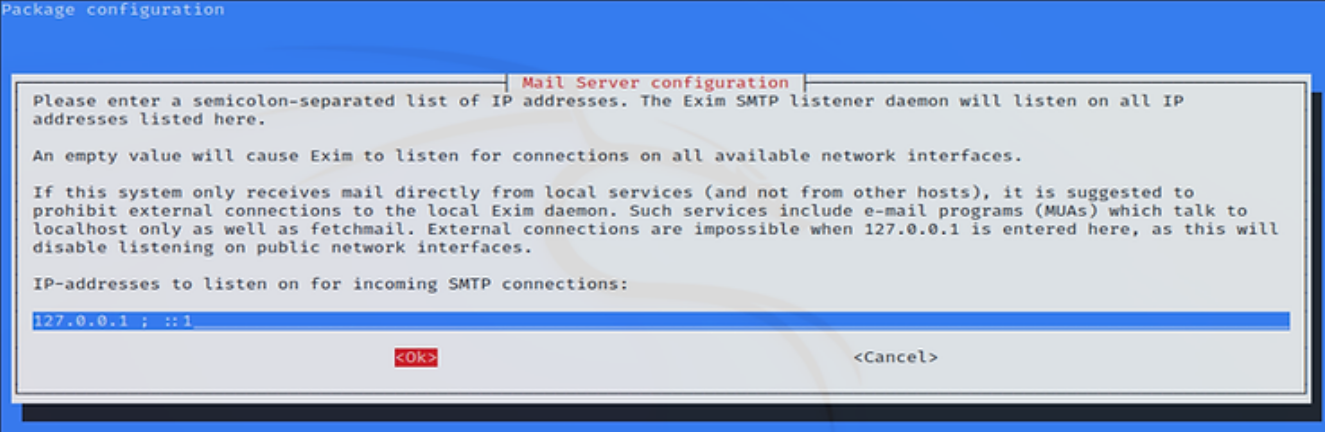 Package configuration
Mail Server configuration
Please enter a semicolon-separated list of IP addresses. The Exim SMTP listener daemon will listen on all IP
addresses listed here.
An empty value will cause Exim to listen for connections on all available network interfaces.
If this system only receives mail directly from local services (and not from other hosts), it is suggested to
prohibit external connections to the local Exim daemon. Such services include e-mail programs (MUAs) which talk to
localhost only as well as fetchmail. External connections are impossible when 127.0.0.1 is entered here, as this will
disable listening on public network interfaces.
IP-addresses to listen on for incoming SMTP connections:
127.0.0.1 ; ::1
<Ok> <Cancel>